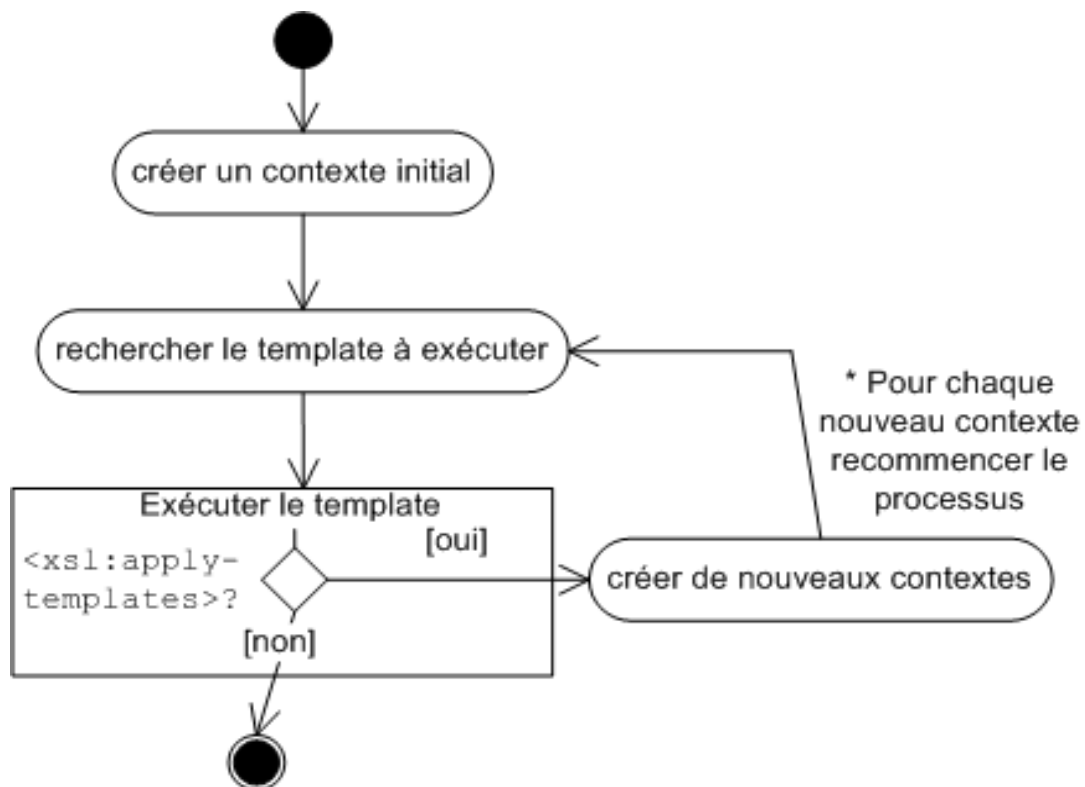 créer un contexte initial
rechercher le template à exécuter
* Pour chaque
nouveau contexte
recommencer le
processus
Exécuter le template
[oui]
<xsl:apply-
templates>?
créer de nouveaux contextes
[non]